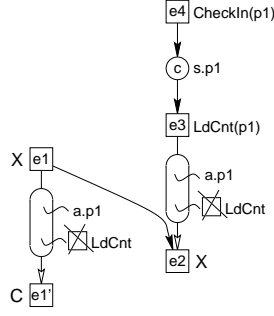 e4 CheckIn(p1)
c s.p1
e3 LdCnt(p1)
X e1
a.p1
LdCnt
a.p1
LdCnt
e2 X
C e1'